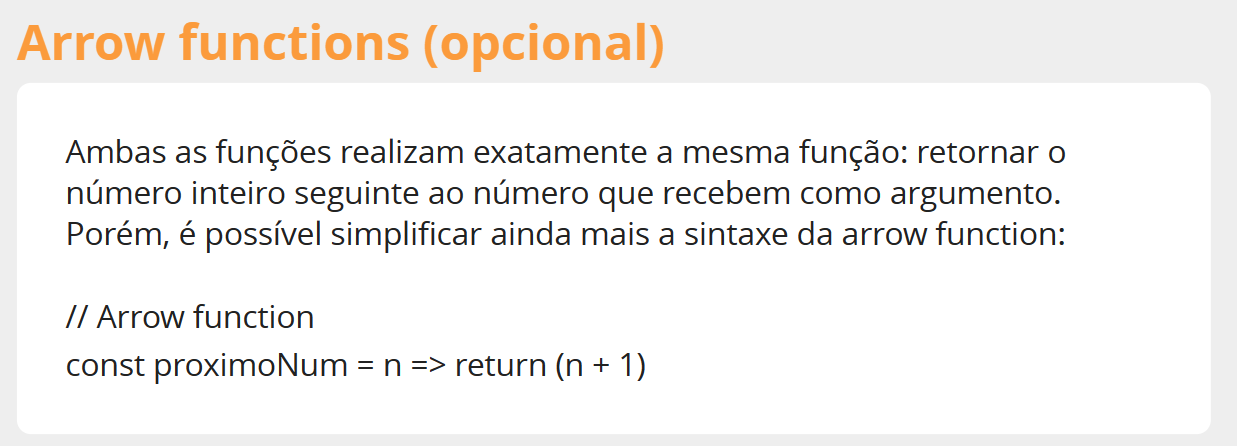 Arrow functions (opcional)
Ambas as funções realizam exatamente a mesma função: retornar o
número inteiro seguinte ao número que recebem como argumento.
Porém, é possível simplificar ainda mais a sintaxe da arrow function:
// Arrow function
const proximoNum = n => return (n + 1)